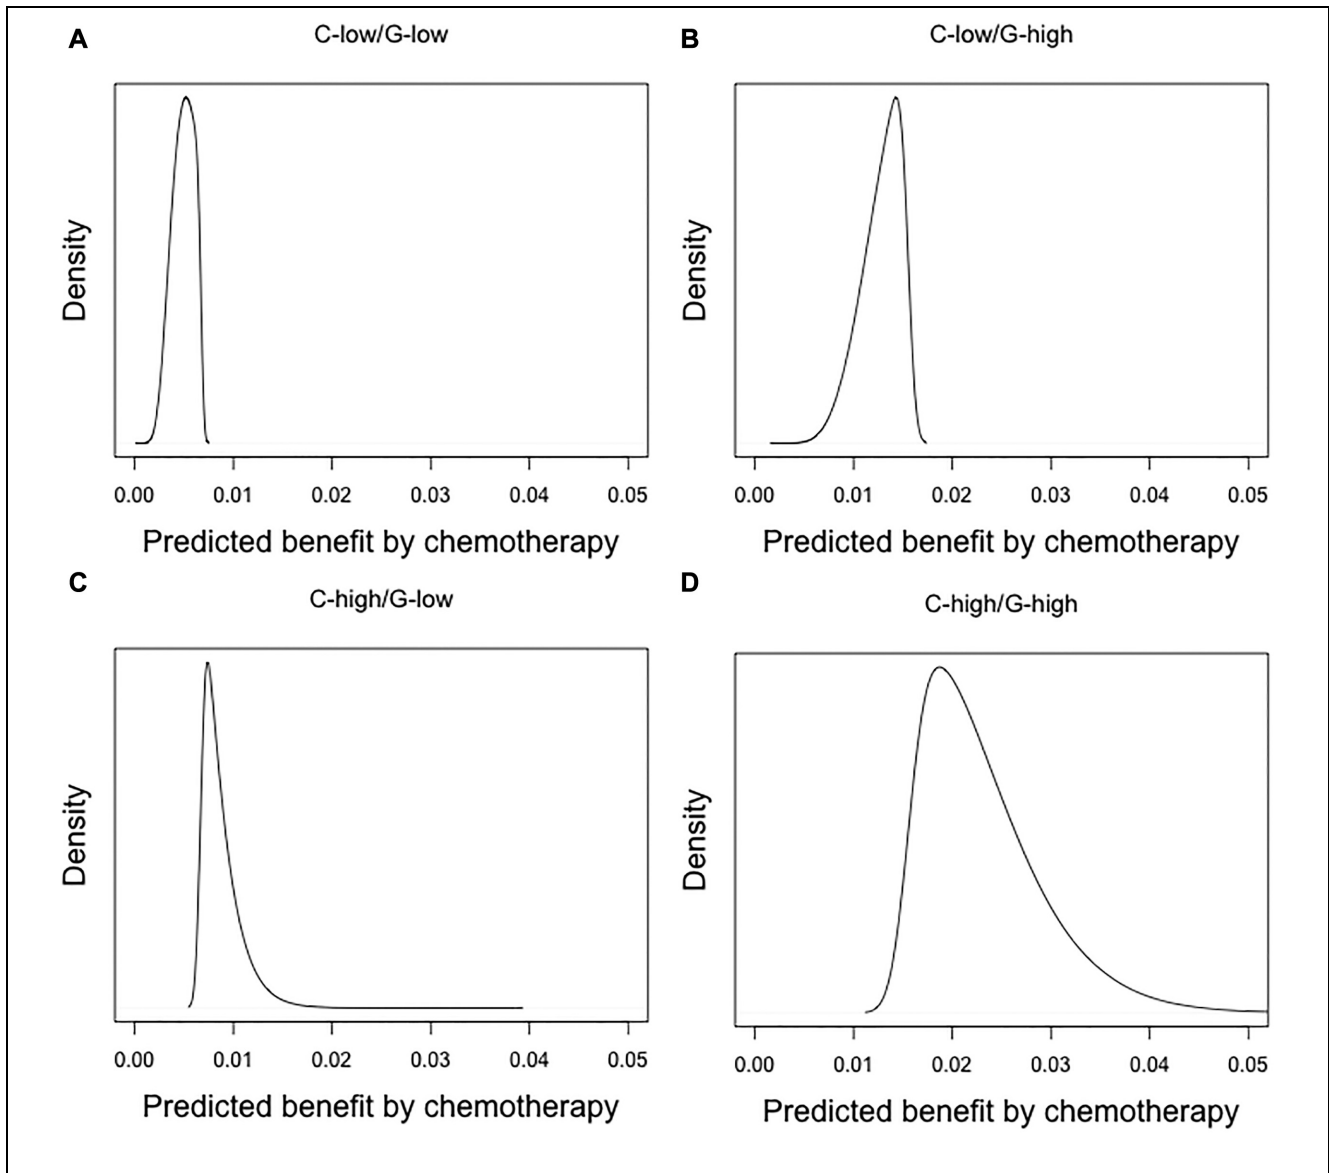 A
C-low/G-low
Density
0.00 0.01 0.02 0.03 0.04 0.05
Predicted benefit by chemotherapy
B
C-low/G-high
Density
0.00 0.01 0.02 0.03 0.04 0.05
Predicted benefit by chemotherapy
C
C-high/G-low
Density
0.00 0.01 0.02 0.03 0.04 0.05
Predicted benefit by chemotherapy
D
C-high/G-high
Density
0.00 0.01 0.02 0.03 0.04 0.05
Predicted benefit by chemotherapy